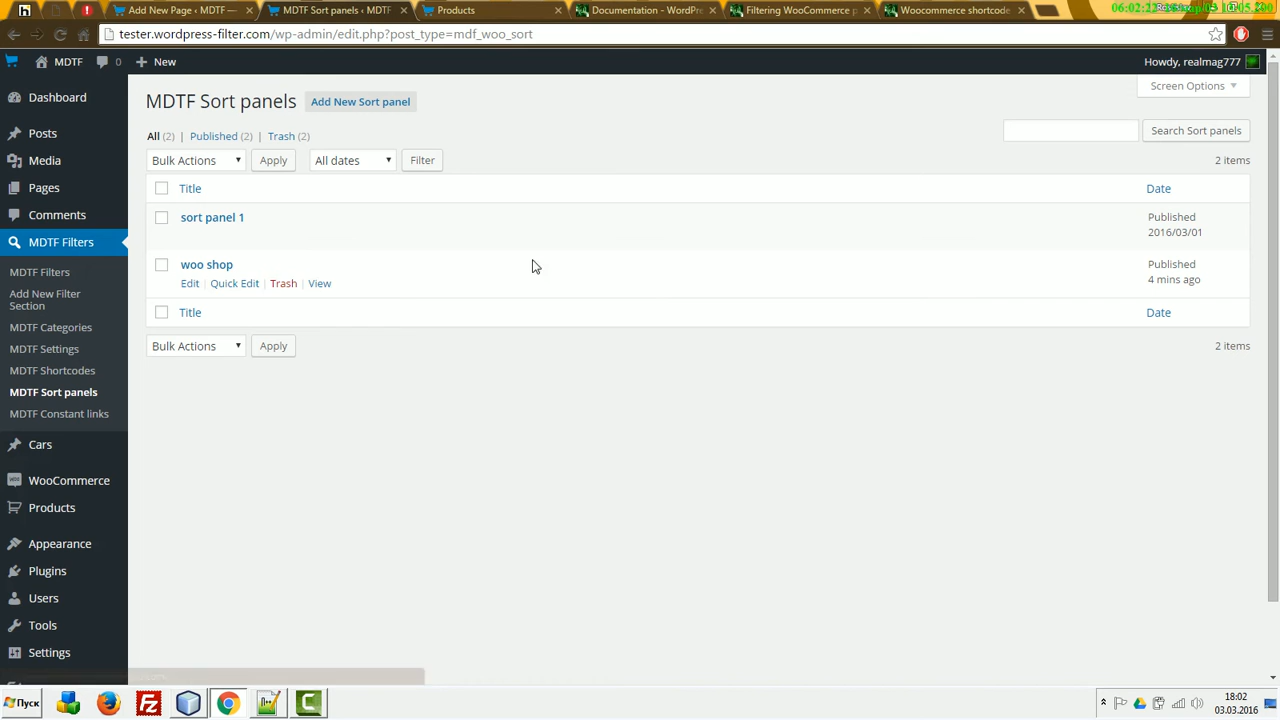 Add New Page ‹ MDTF —
MDTF Sort panels ‹ MDTF
Products
Documentation - WordPr
Filtering WooCommerce p
Woocommerce shortcode
tester.wordpress-filter.com/wp-admin/edit.php?post_type=mdf_woo_sort
MDTF
0
New
Howdy, realmag777
Dashboard
Posts
Media
Pages
Comments
MDTF Filters
MDTF Filters
Add New Filter
Section
MDTF Categories
MDTF Settings
MDTF Shortcodes
MDTF Sort panels
MDTF Constant links
Cars
WooCommerce
Products
Appearance
Plugins
Users
Tools
Settings
MDTF Sort panels
Add New Sort panel
Screen Options
All (2) | Published (2) | Trash (2)
Search Sort panels
Bulk Actions
Apply
All dates
Filter
2 items
Title
Date
sort panel 1
Published
2016/03/01
woo shop
Edit | Quick Edit | Trash | View
Published
4 mins ago
Title
Date
Bulk Actions
Apply
2 items
Пуск
18:02
03.03.2016